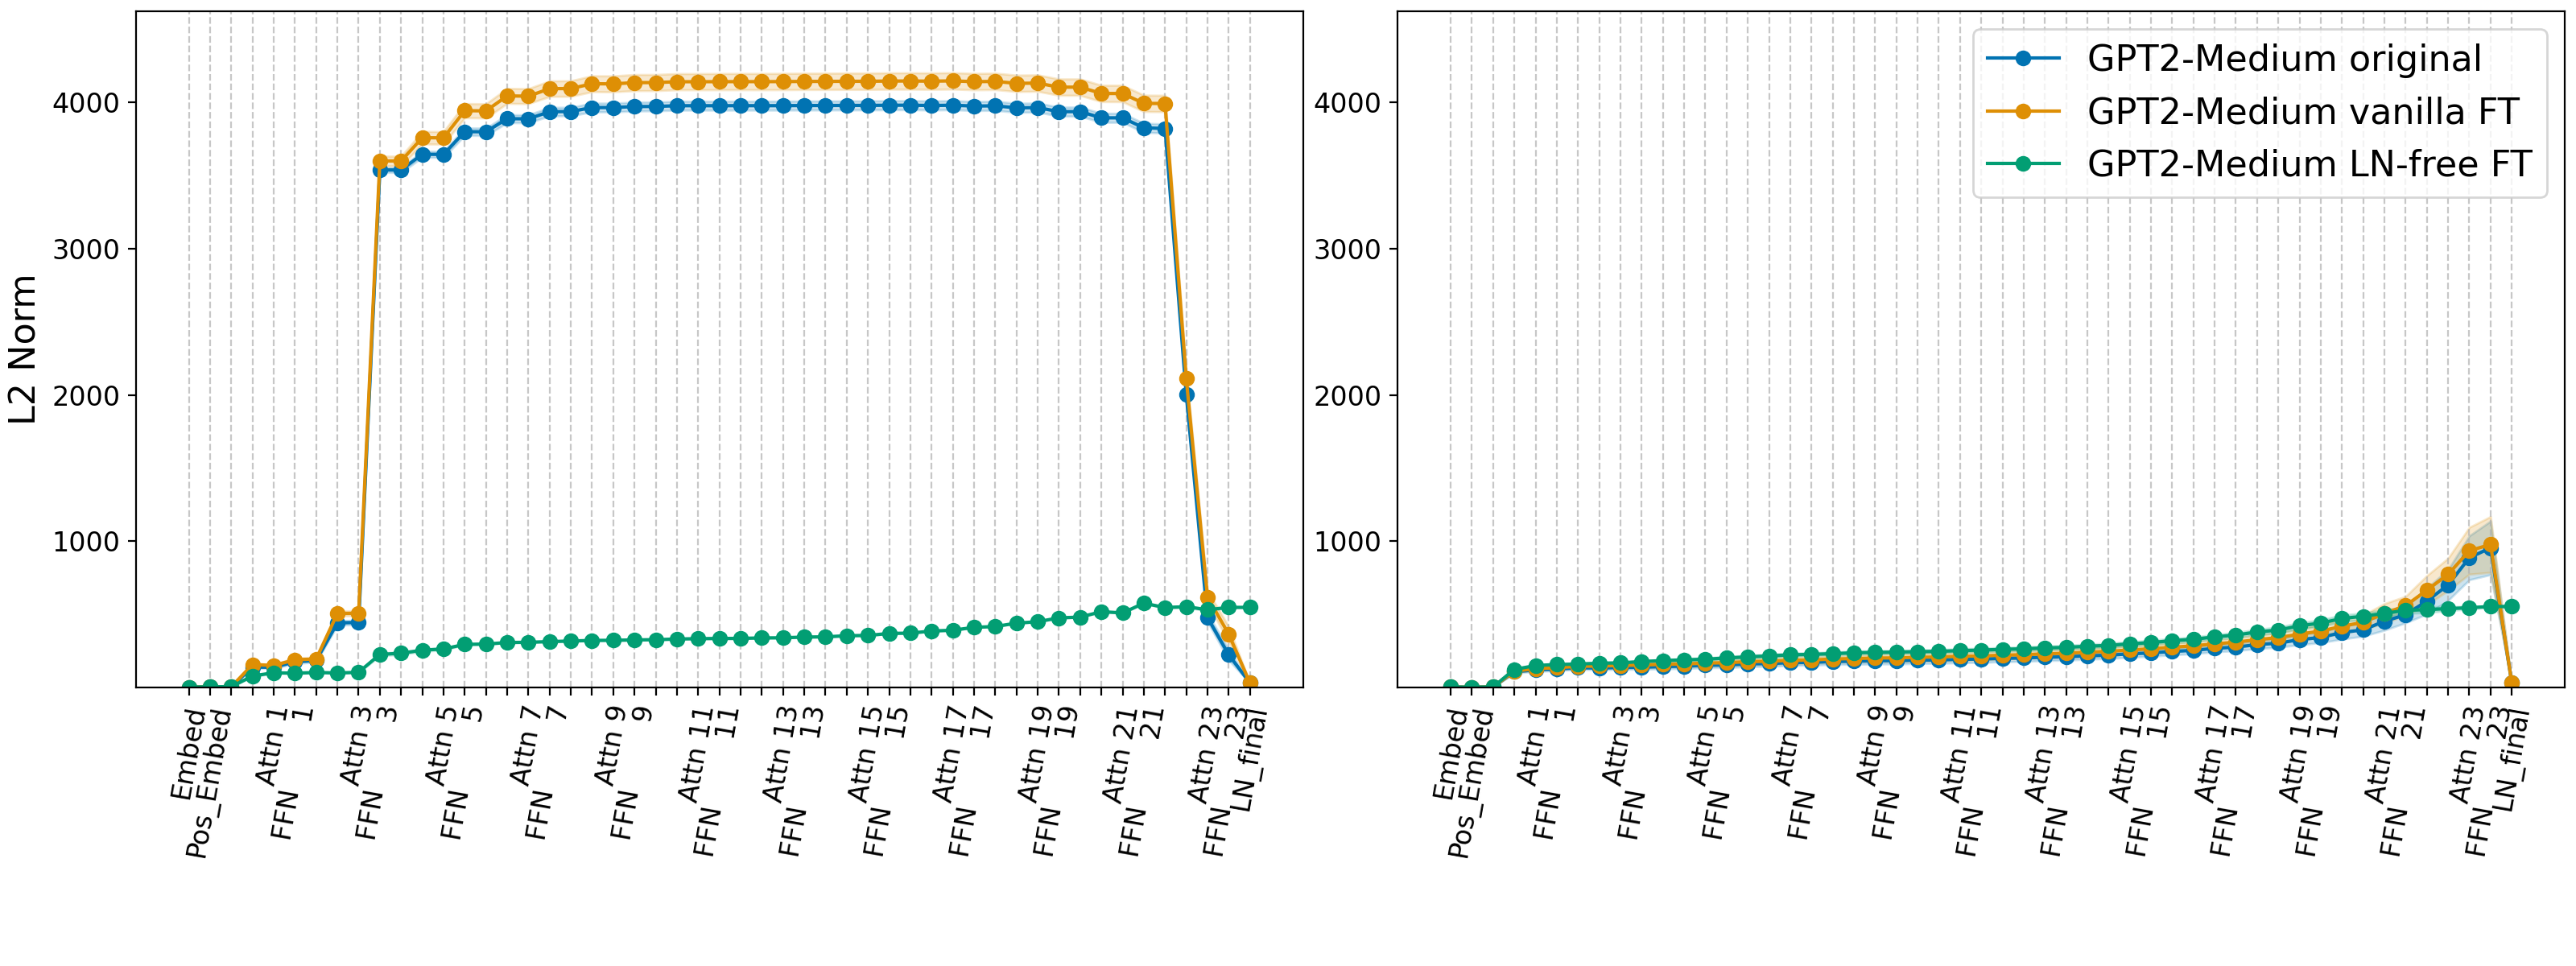 L2 Norm
4000
3000
2000
1000
Embed
Pos_Embed
Attn 1
FFN 1
Attn 3
FFN 3
Attn 5
FFN 5
Attn 7
FFN 7
Attn 9
FFN 9
Attn 11
FFN 11
Attn 13
FFN 13
Attn 15
FFN 15
Attn 17
FFN 17
Attn 19
FFN 19
Attn 21
FFN 21
Attn 23
FFN 23
LN_final
4000
3000
2000
1000
GPT2-Medium original
GPT2-Medium vanilla FT
GPT2-Medium LN-free FT
Embed
Pos_Embed
Attn 1
FFN 1
Attn 3
FFN 3
Attn 5
FFN 5
Attn 7
FFN 7
Attn 9
FFN 9
Attn 11
FFN 11
Attn 13
FFN 13
Attn 15
FFN 15
Attn 17
FFN 17
Attn 19
FFN 19
Attn 21
FFN 21
Attn 23
FFN 23
LN_final